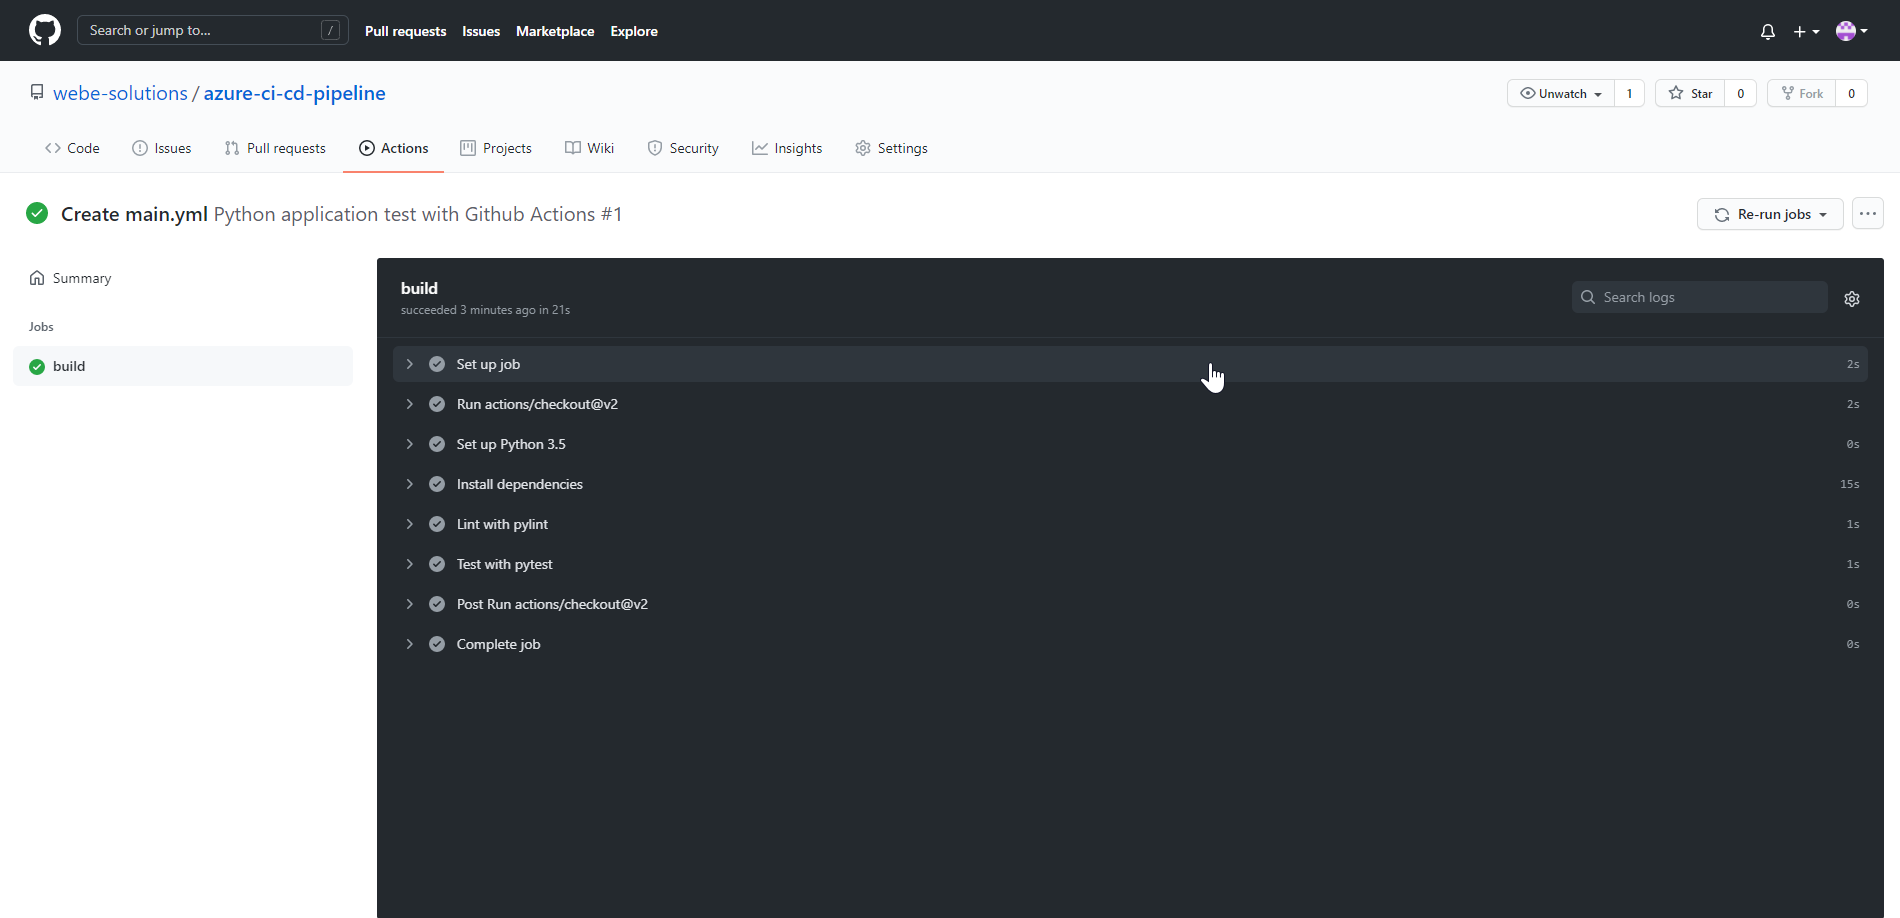 Search or jump to... / Pull requests Issues Marketplace Explore
webe-solutions / azure-ci-cd-pipeline Unwatch 1 Star 0 Fork 0
Code Issues Pull requests Actions Projects Wiki Security Insights Settings
Create main.yml Python application test with Github Actions #1 Re-run jobs
Summary
Jobs
build
build
succeeded 3 minutes ago in 21s
Search logs
Set up job 2s
Run actions/checkout@v2 2s
Set up Python 3.5 0s
Install dependencies 15s
Lint with pylint 1s
Test with pytest 1s
Post Run actions/checkout@v2 0s
Complete job 0s